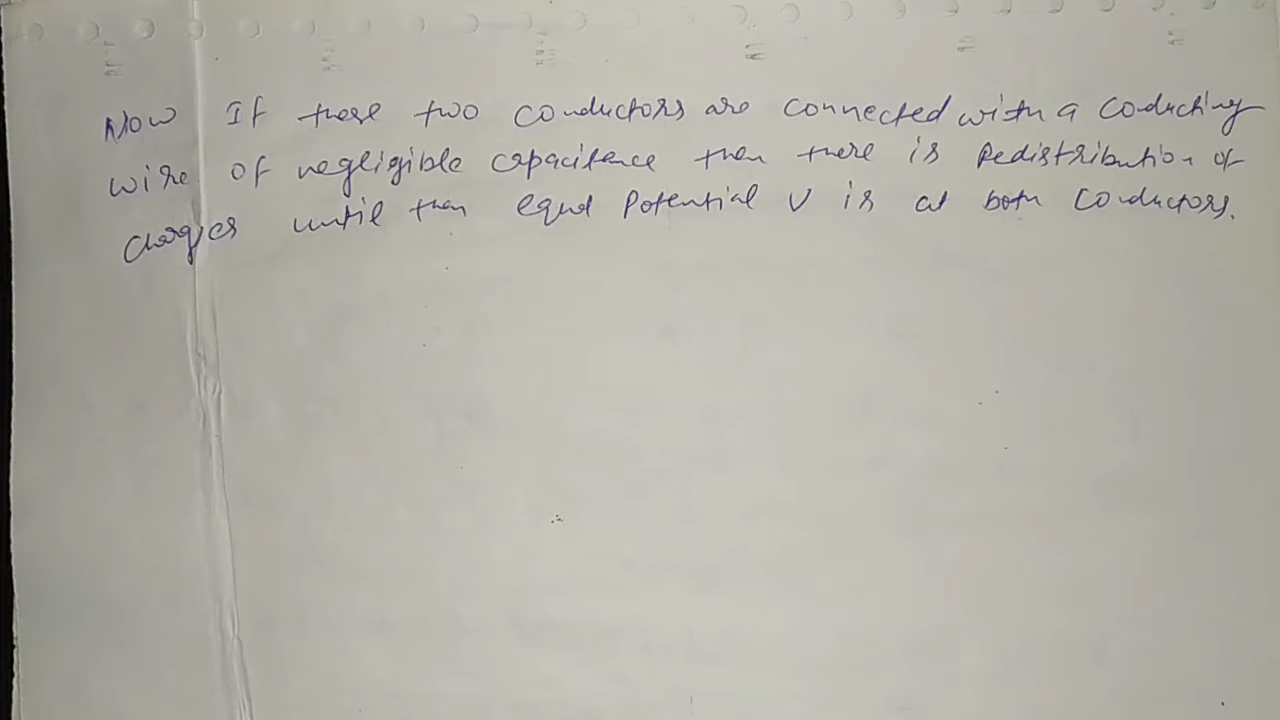 Now If these two conductors are connected with a conducting
wire of negligible capacitence then there is Redistribution of
charges until then equal Potential V is at both conductors.